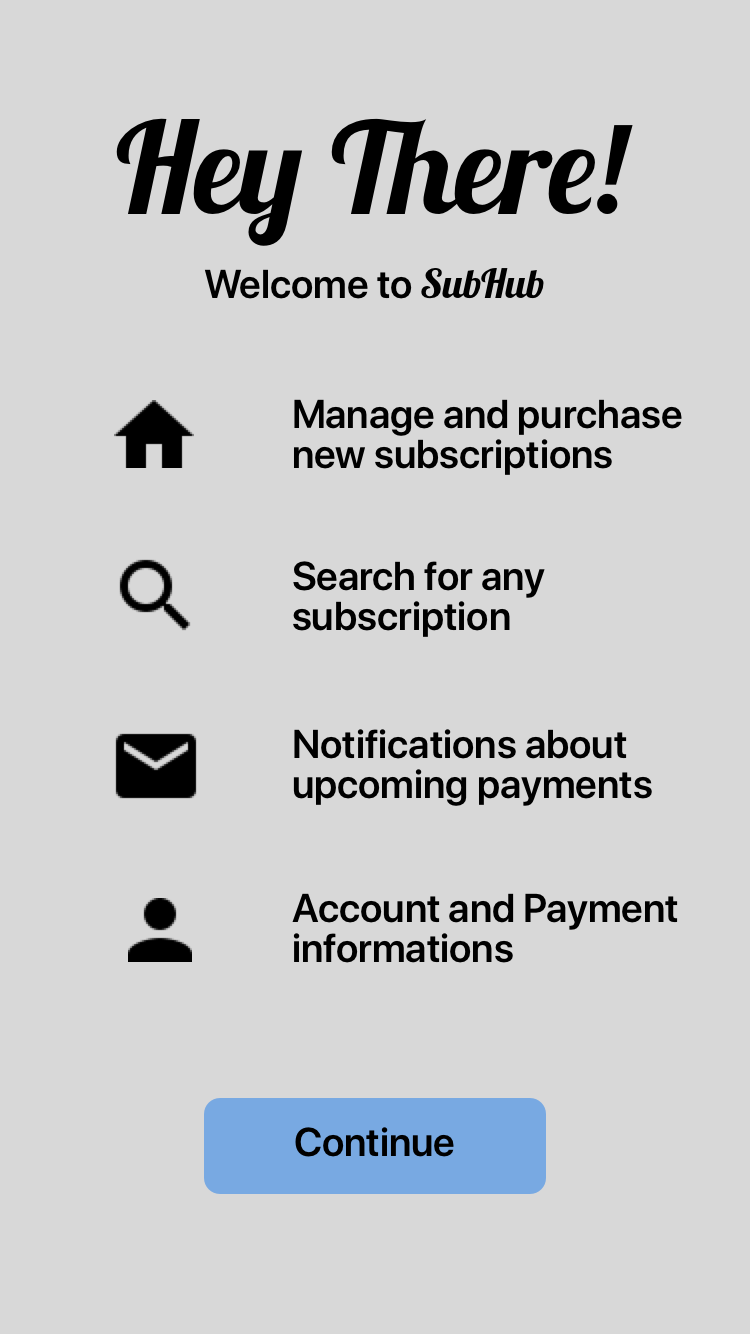 Hey There!
Welcome to SubHub
Manage and purchase
new subscriptions
Search for any
subscription
Notifications about
upcoming payments
Account and Payment
informations
Continue